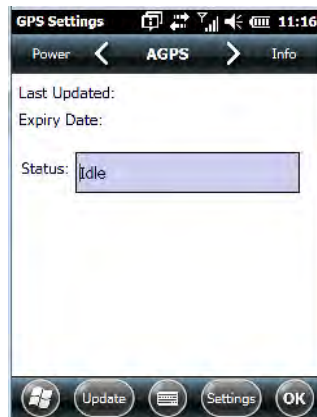 GPS Settings 11:16
Power AGPS Info
Last Updated:
Expiry Date:
Status: Idle
Update Settings OK